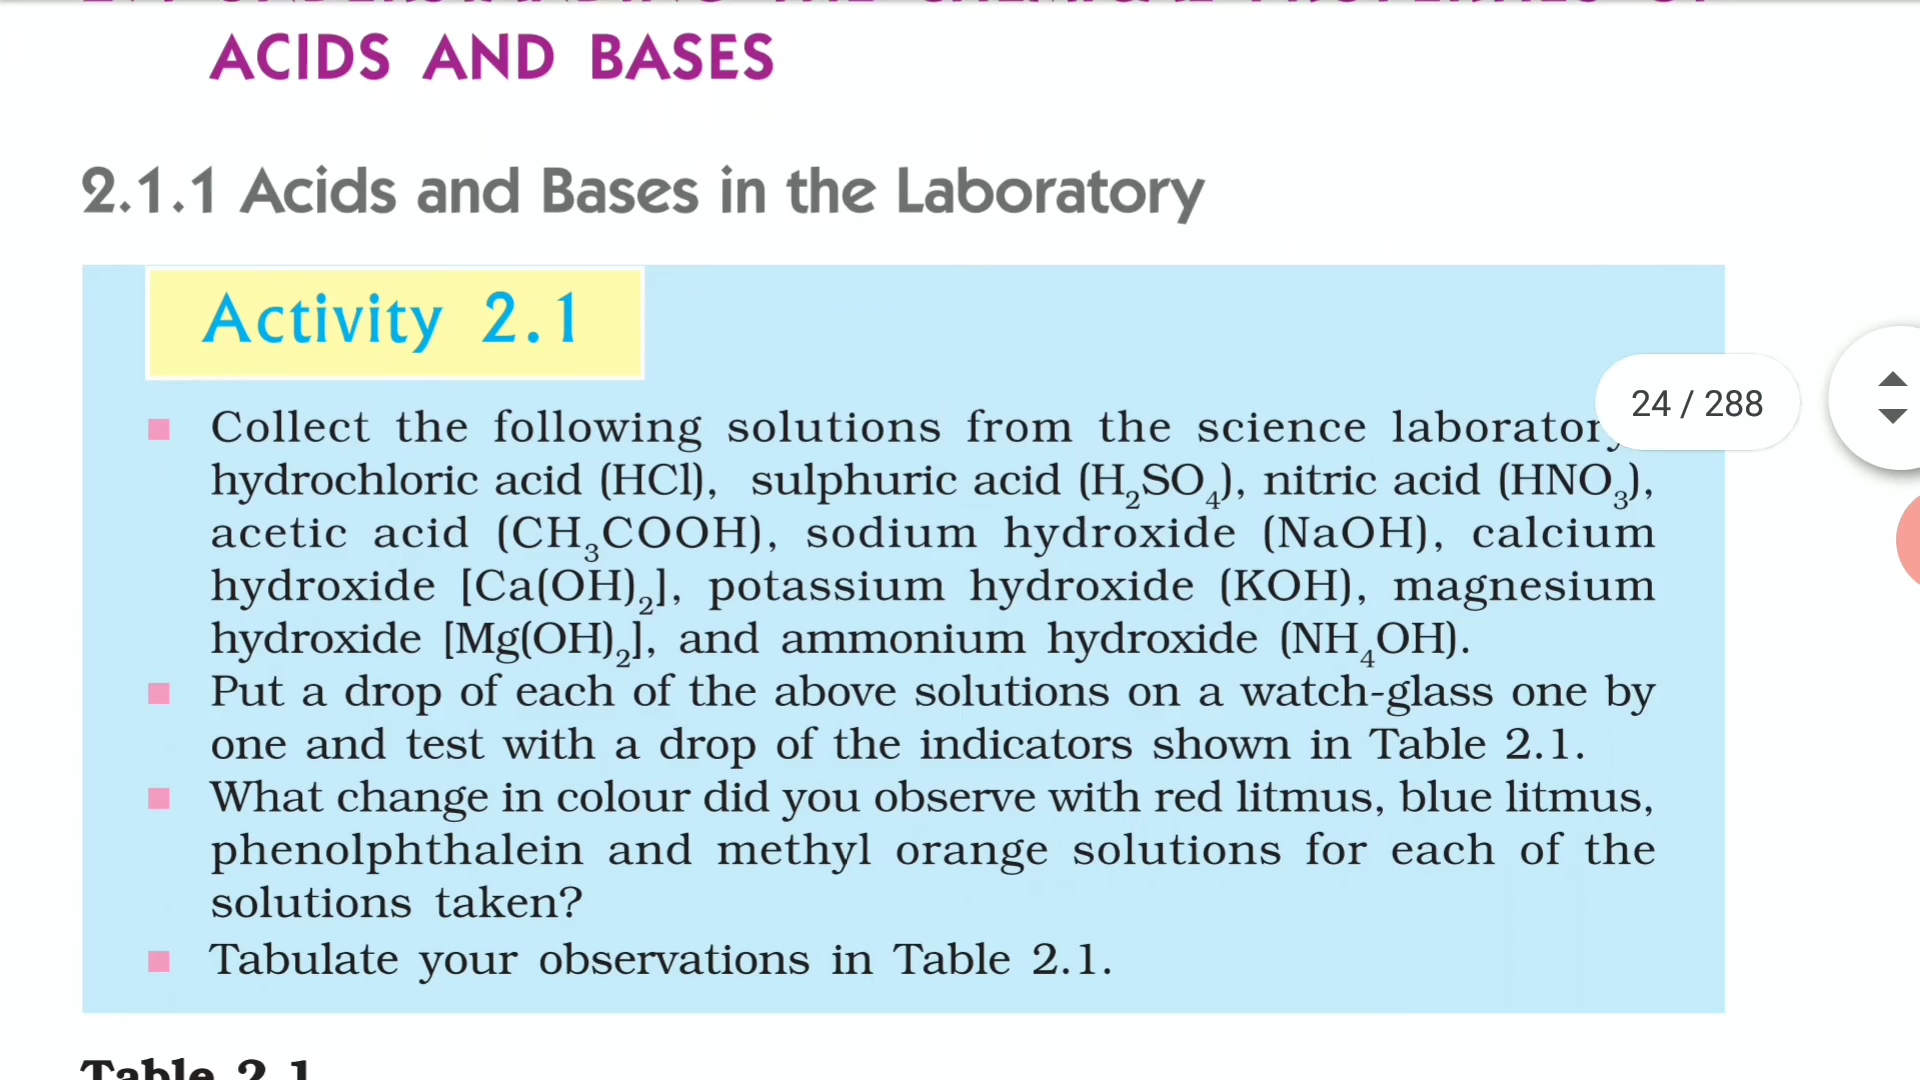 ACIDS AND BASES
2.1.1 Acids and Bases in the Laboratory
Activity 2.1
24 / 288
Collect the following solutions from the science laboratory
hydrochloric acid (HCl), sulphuric acid (H₂SO₄), nitric acid (HNO₃),
acetic acid (CH₃COOH), sodium hydroxide (NaOH), calcium
hydroxide [Ca(OH)₂], potassium hydroxide (KOH), magnesium
hydroxide [Mg(OH)₂], and ammonium hydroxide (NH₄OH).
Put a drop of each of the above solutions on a watch-glass one by
one and test with a drop of the indicators shown in Table 2.1.
What change in colour did you observe with red litmus, blue litmus,
phenolphthalein and methyl orange solutions for each of the
solutions taken?
Tabulate your observations in Table 2.1.
Table 2.1